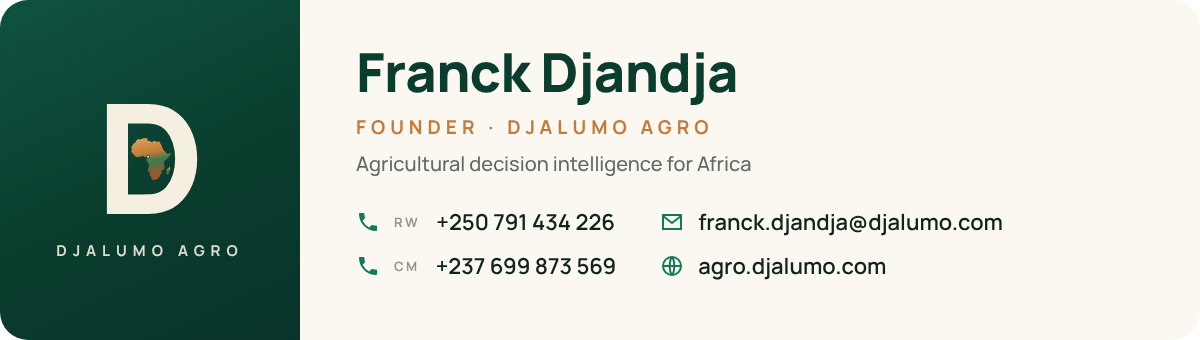 D
DJALUMO AGRO
Franck Djandja
FOUNDER · DJALUMO AGRO
Agricultural decision intelligence for Africa
RW +250 791 434 226
franck.djandja@djalumo.com
CM +237 699 873 569
agro.djalumo.com